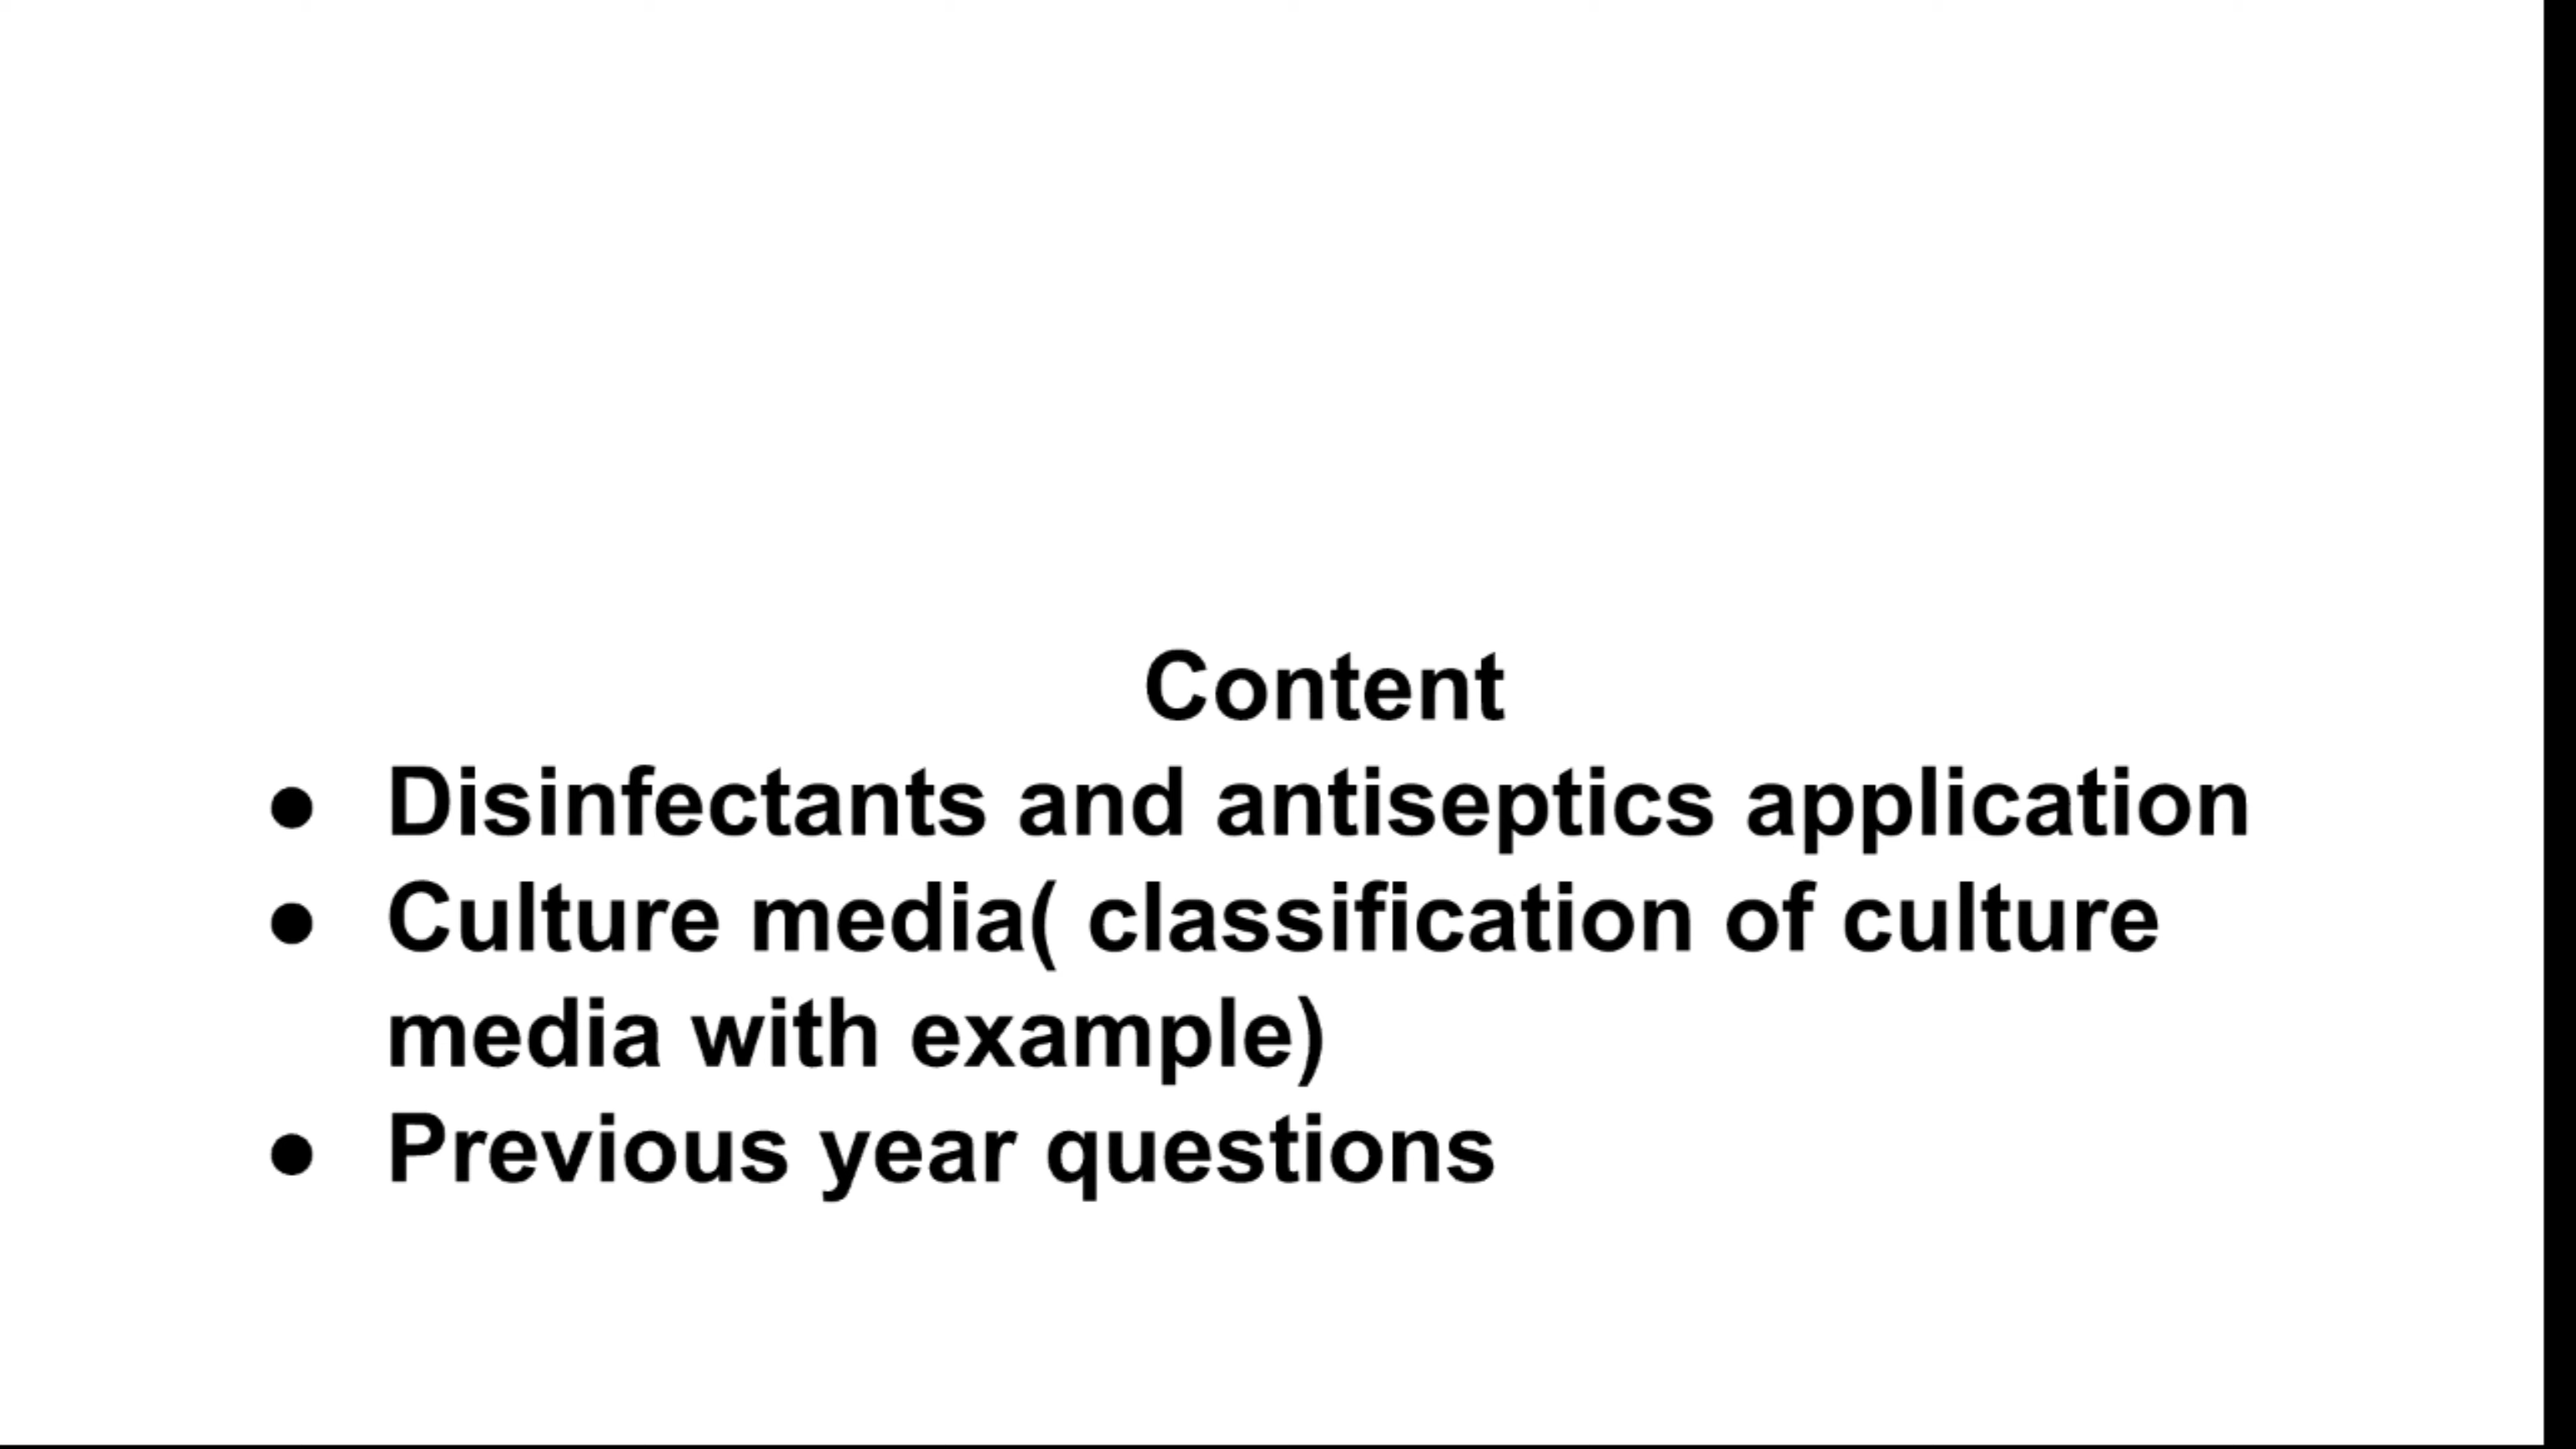 Content
● Disinfectants and antiseptics application
● Culture media( classification of culture
media with example)
● Previous year questions